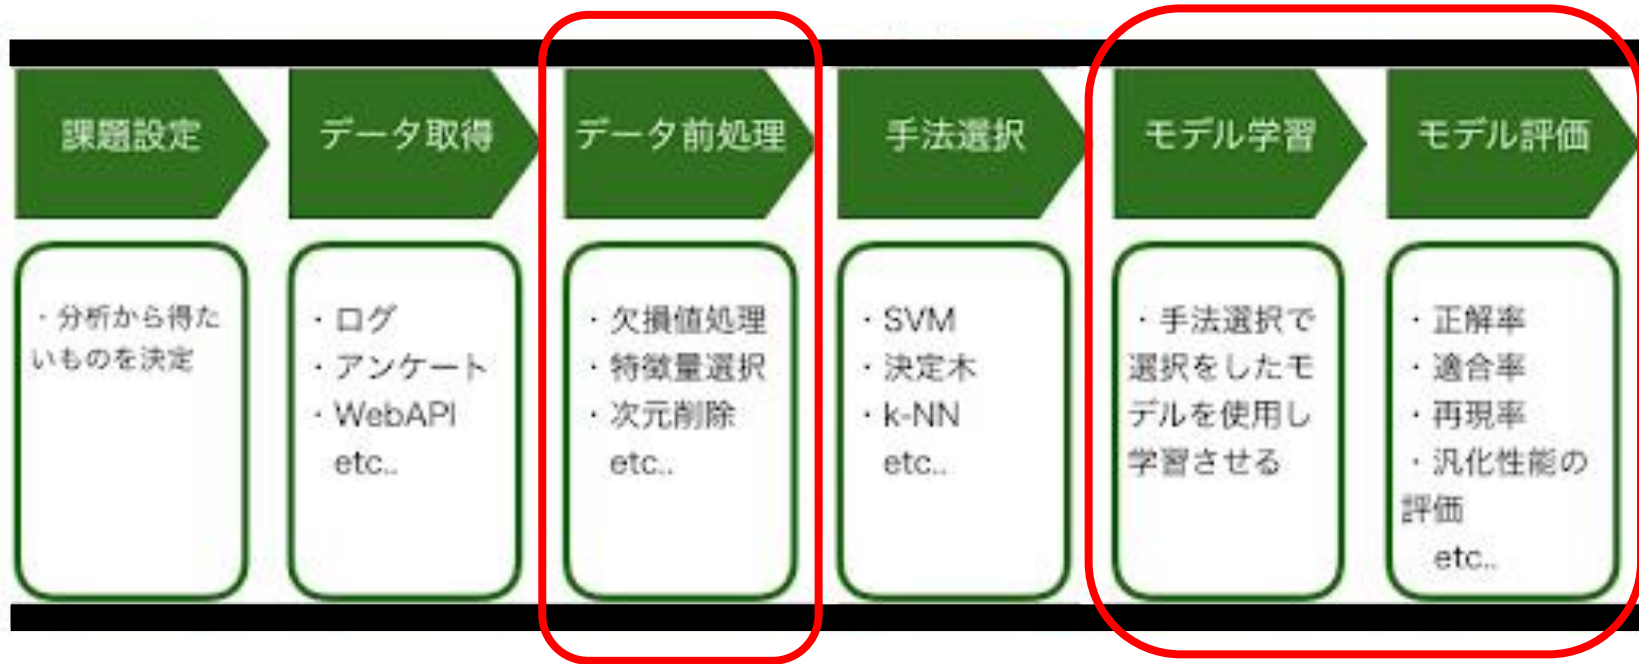 課題設定
データ取得
データ前処理
手法選択
モデル学習
モデル評価
・分析から得た
いものを決定
・ログ
・アンケート
・WebAPI
etc..
・欠損値処理
・特徴量選択
・次元削除
etc..
・SVM
・決定木
・k-NN
etc..
・手法選択で
選択をしたモ
デルを使用し
学習させる
・正解率
・適合率
・再現率
・汎化性能の
評価
etc..